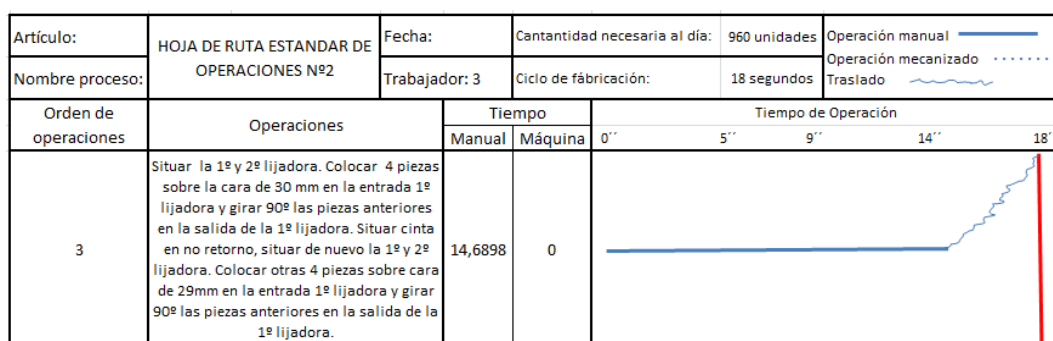 Artículo:
HOJA DE RUTA ESTANDAR DE
OPERACIONES Nº2
Fecha:
Cantantidad necesaria al día:
960 unidades
Operación manual
Operación mecanizado
Traslado
Nombre proceso:
Trabajador: 3
Ciclo de fábricación:
18 segundos
Orden de
operaciones
Operaciones
Tiempo
Manual
Máquina
Tiempo de Operación
0´´
5´´
9´´
14´´
18´
3
Situar la 1º y 2º lijadora. Colocar 4 piezas
sobre la cara de 30 mm en la entrada 1º
lijadora y girar 90º las piezas anteriores
en la salida de la 1º lijadora. Situar cinta
en no retorno, situar de nuevo la 1º y 2º
lijadora. Colocar otras 4 piezas sobre cara
de 29mm en la entrada 1º lijadora y girar
90º las piezas anteriores en la salida de la
1º lijadora.
14,6898
0